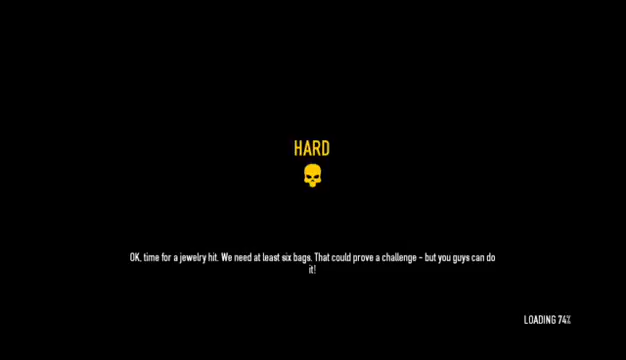 HARD
OK, time for a jewelry hit. We need at least six bags. That could prove a challenge - but you guys can do
it!
LOADING 74%